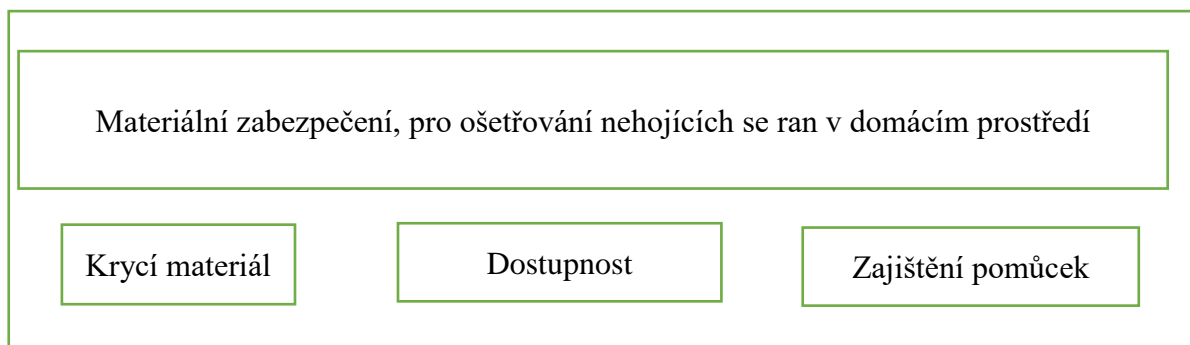 Materiální zabezpečení, pro ošetřování nehojících se ran v domácím prostředí
Krycí materiál
Dostupnost
Zajištění pomůcek